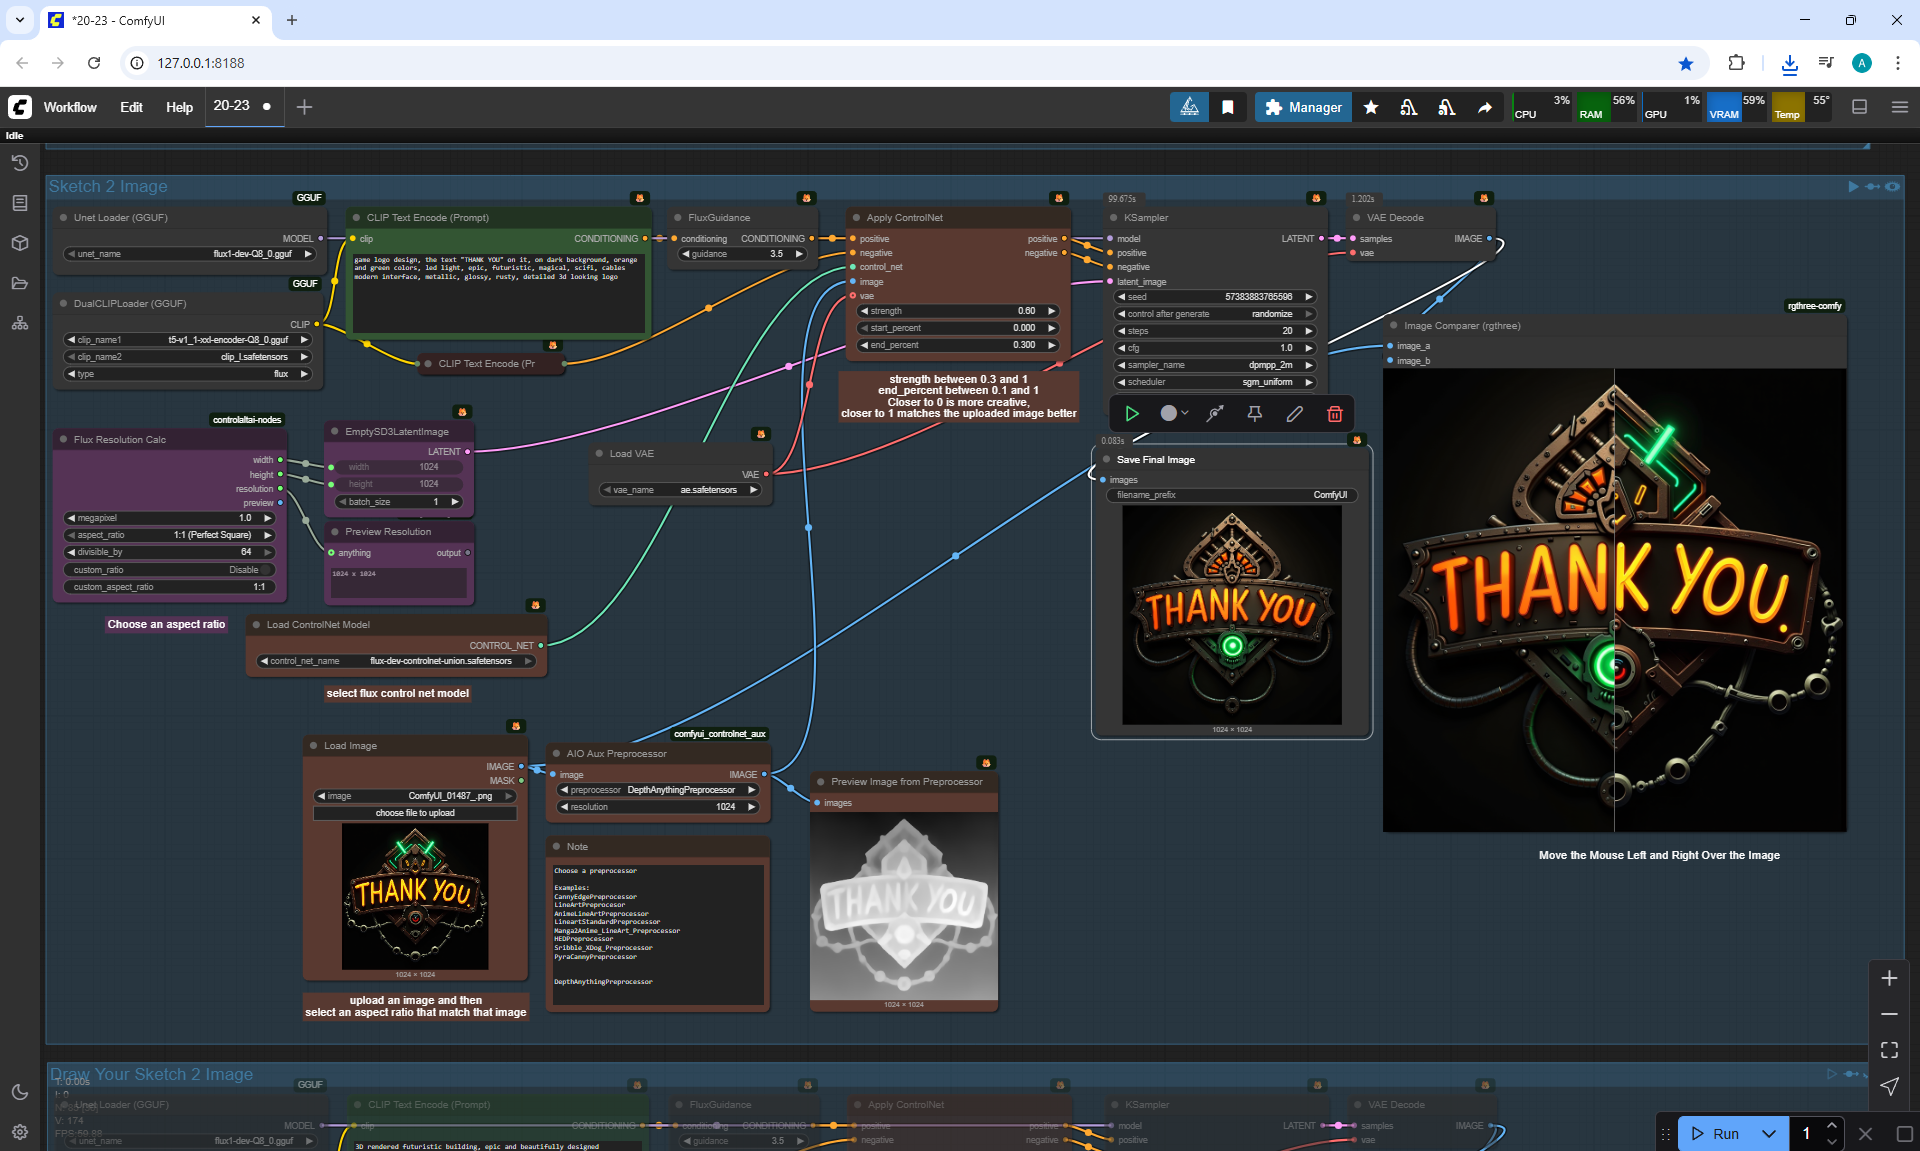 *20-23 - ComfyUI
127.0.0.1:8188
Workflow Edit Help 20-23
Manager
CPU 3%
RAM 56%
GPU 1%
VRAM 59%
Temp 55°
Idle
Sketch 2 Image
GGUF
Unet Loader (GGUF)
MODEL
unet_name flux1-dev-Q8_0.gguf
GGUF
DualCLIPLoader (GGUF)
CLIP
clip_name1 t5-v1_1-xxl-encoder-Q8_0.gguf
clip_name2 clip_l.safetensors
type flux
CLIP Text Encode (Prompt)
clip CONDITIONING
game logo design, the text "THANK YOU" on it, on dark background, orange
and green colors, led light, epic, futuristic, magical, scifi, cables
modern interface, metallic, glossy, rusty, detailed 3d looking logo
CLIP Text Encode (Pr
FluxGuidance
conditioning CONDITIONING
guidance 3.5
Apply ControlNet
positive positive
negative negative
control_net
image
vae
strength 0.60
start_percent 0.000
end_percent 0.300
strength between 0.3 and 1
end_percent between 0.1 and 1
Closer to 0 is more creative,
closer to 1 matches the uploaded image better
99.675s
KSampler
model LATENT
positive
negative
latent_image
seed 57383883765596
control after generate randomize
steps 20
cfg 1.0
sampler_name dpmpp_2m
scheduler sgm_uniform
1.202s
VAE Decode
samples IMAGE
vae
rgthree-comfy
Image Comparer (rgthree)
image_a
image_b
THANK YOU.
Move the Mouse Left and Right Over the Image
controlaltai-nodes
Flux Resolution Calc
width
height
resolution
preview
megapixel 1.0
aspect_ratio 1:1 (Perfect Square)
divisible_by 64
custom_ratio Disable
custom_aspect_ratio 1:1
Choose an aspect ratio
EmptySD3LatentImage
LATENT
width 1024
height 1024
batch_size 1
Preview Resolution
anything output
1024 x 1024
Load VAE
VAE
vae_name ae.safetensors
0.083s
Save Final Image
images
filename_prefix ComfyUI
THANK YOU
1024 × 1024
Load ControlNet Model
CONTROL_NET
control_net_name flux-dev-controlnet-union.safetensors
select flux control net model
Load Image
IMAGE
MASK
image ComfyUI_01487_.png
choose file to upload
THANK YOU.
1024 × 1024
upload an image and then
select an aspect ratio that match that image
comfyui_controlnet_aux
AIO Aux Preprocessor
image IMAGE
preprocessor DepthAnythingPreprocessor
resolution 1024
Note
Choose a preprocessor
Examples:
CannyEdgePreprocessor
LineArtPreprocesor
AnimeLineArtPreprocessor
LineartStandardPreprocessor
Manga2Anime_LineArt_Preprocessor
HEDPreprocessor
Sribble_XDog_Preprocessor
PyraCannyPreprocessor
DepthAnythingPreprocessor
Preview Image from Preprocessor
images
THANK YOU
1024 × 1024
Draw Your Sketch 2 Image
T: 0.00s
I: 0
V: 174
GGUF
Unet Loader (GGUF)
MODEL
unet_name flux1-dev-Q8_0.gguf
CLIP Text Encode (Prompt)
clip CONDITIONING
3D rendered futuristic building, epic and beautifully designed
FluxGuidance
conditioning CONDITIONING
guidance 3.5
Apply ControlNet
positive positive
negative negative
KSampler
model LATENT
positive
VAE Decode
samples IMAGE
vae
Run 1
A